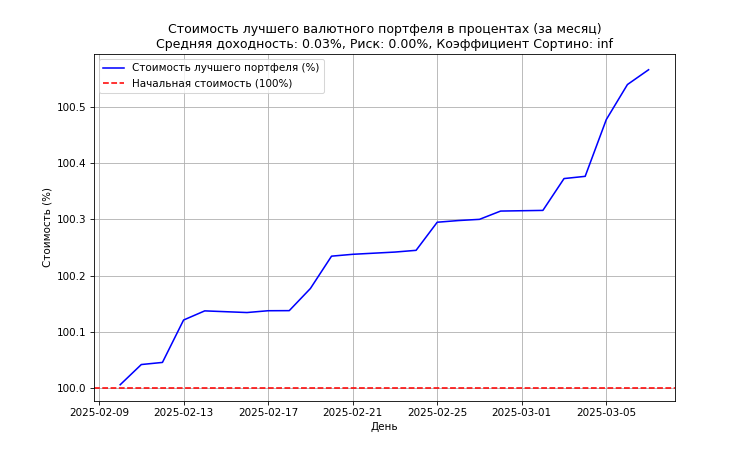 Стоимость лучшего валютного портфеля в процентах (за месяц)
Средняя доходность: 0.03%, Риск: 0.00%, Коэффициент Сортино: inf
Стоимость лучшего портфеля (%)
Начальная стоимость (100%)
Стоимость (%)
100.5
100.4
100.3
100.2
100.1
100.0
2025-02-09 2025-02-13 2025-02-17 2025-02-21 2025-02-25 2025-03-01 2025-03-05
День